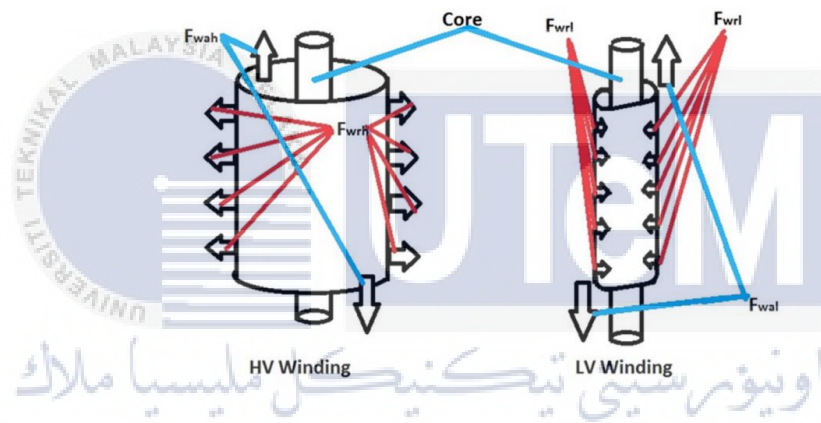 Core
Fwah
Fwrl
Fwrl
Fwrh
Fwal
HV Winding
LV Winding
UNIVERSITI TEKNIKAL MALAYSIA
UTeM
اونيۏرسيتي تيكنيكل مليسيا ملاك